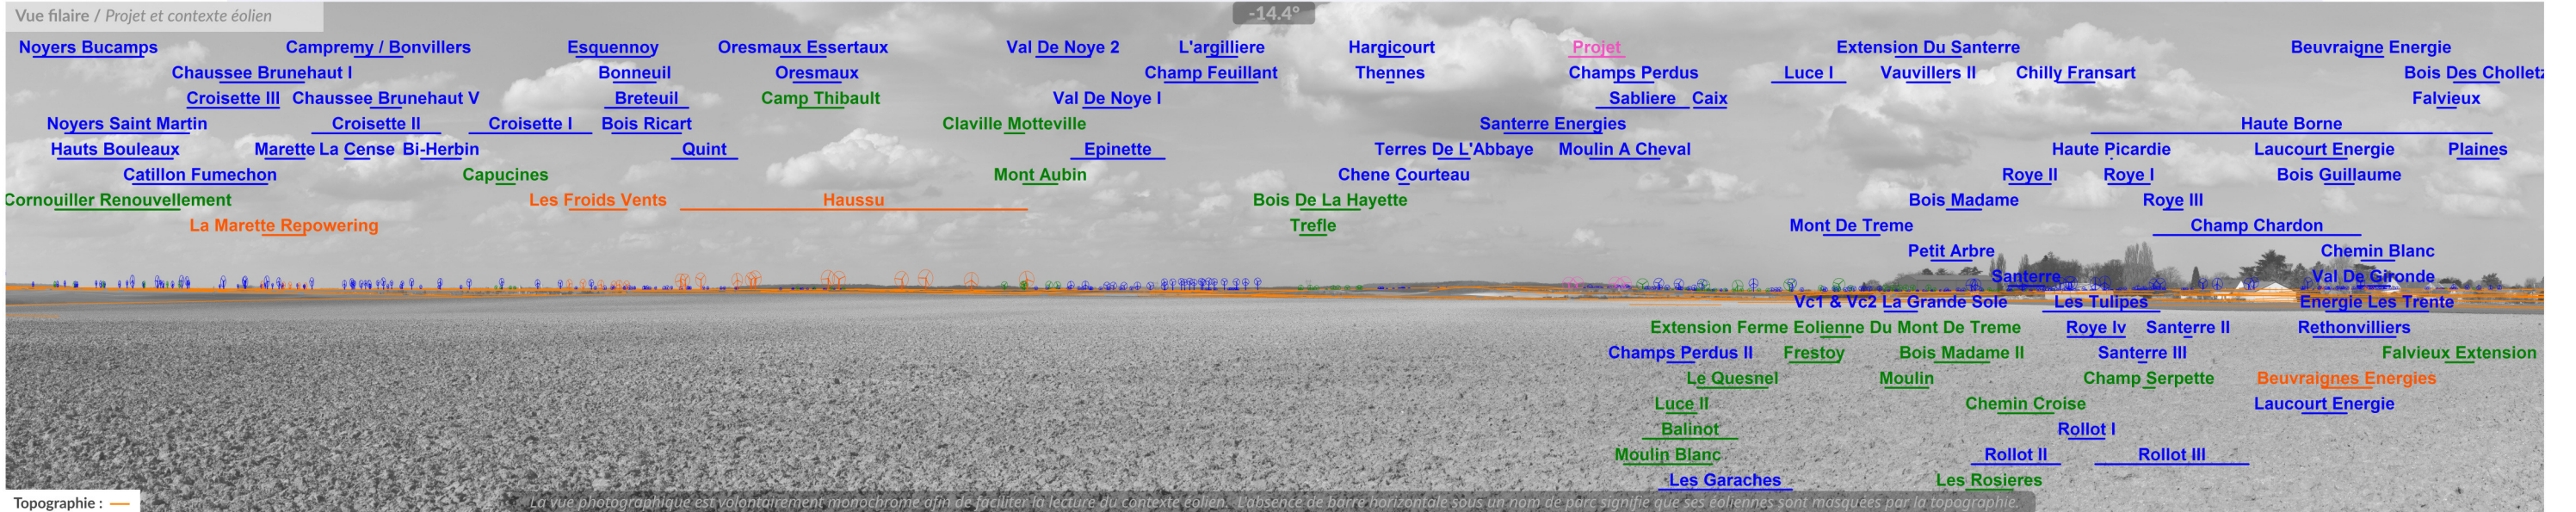 Vue filaire / Projet et contexte éolien
-14.4°
Noyers Bucamps Campremy / Bonvillers Esquennoy Oresmaux Essertaux Val De Noye 2 L'argilliere Hargicourt Projet Extension Du Santerre Beuvraigne Energie
Chaussee Brunehaut I Bonneuil Oresmaux Champ Feuillant Thennes Champs Perdus Luce I Vauvillers II Chilly Fransart Bois Des Cholletz
Croisette III Chaussee Brunehaut V Breteuil Camp Thibault Val De Noye I Sabliere Caix Falvieux
Noyers Saint Martin Croisette II Croisette I Bois Ricart Claville Motteville Santerre Energies Haute Borne
Hauts Bouleaux Marette La Cense Bi-Herbin Quint Epinette Terres De L'Abbaye Moulin A Cheval Haute Picardie Laucourt Energie Plaines
Catillon Fumechon Capucines Mont Aubin Chene Courteau Roye II Roye I Bois Guillaume
Cornouiller Renouvellement Les Froids Vents Haussu Bois De La Hayette Bois Madame Roye III
La Marette Repowering Trefle Mont De Treme Champ Chardon
Petit Arbre Chemin Blanc
Santerre Val De Gironde
Vc1 & Vc2 La Grande Sole Les Tulipes Energie Les Trente
Extension Ferme Eolienne Du Mont De Treme Roye Iv Santerre II Rethonvilliers
Champs Perdus II Frestoy Bois Madame II Santerre III Falvieux Extension
Le Quesnel Moulin Champ Serpette Beuvraignes Energies
Luce II Chemin Croise Laucourt Energie
Balinot Rollot I
Moulin Blanc Rollot II Rollot III
Les Garaches Les Rosieres
Topographie :
La vue photographique est volontairement monochrome afin de faciliter la lecture du contexte éolien. L'absence de barre horizontale sous un nom de parc signifie que ses éoliennes sont masquées par la topographie.